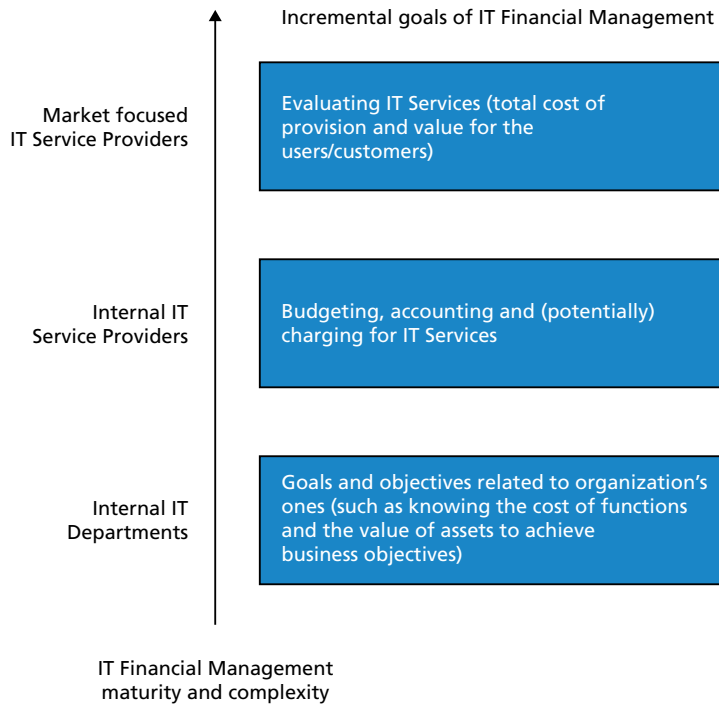 Incremental goals of IT Financial Management
Market focused
IT Service Providers
Evaluating IT Services (total cost of
provision and value for the
users/customers)
Internal IT
Service Providers
Budgeting, accounting and (potentially)
charging for IT Services
Internal IT
Departments
Goals and objectives related to organization's
ones (such as knowing the cost of functions
and the value of assets to achieve
business objectives)
IT Financial Management
maturity and complexity